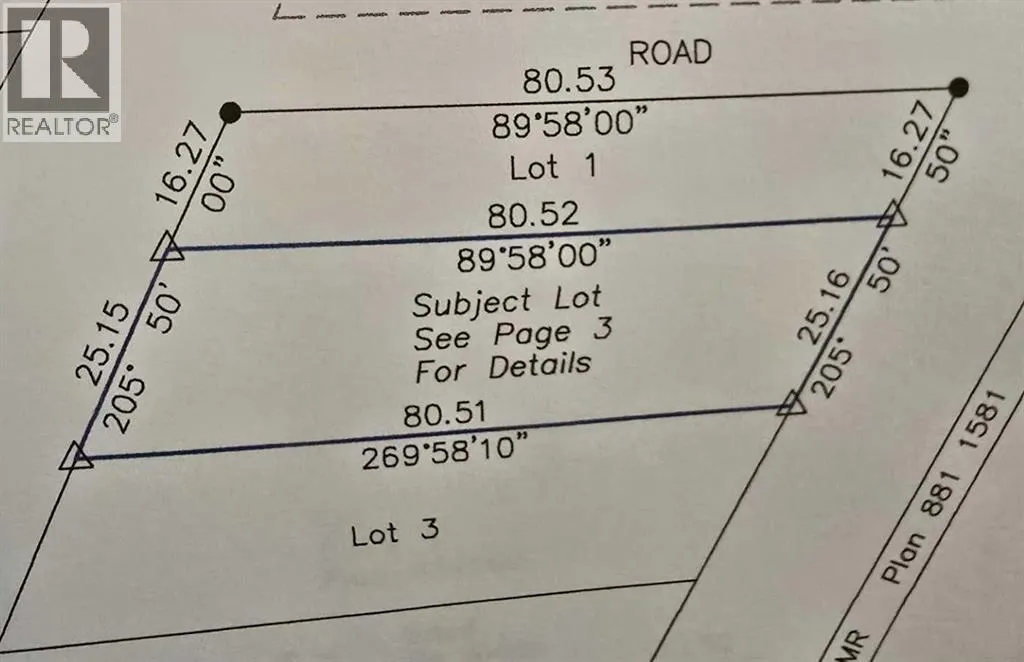 REALTOR®
ROAD
80.53
89°58'00"
Lot 1
16.27
00"
16.27
50"
80.52
89°58'00"
Subject Lot
See Page 3
For Details
25.15
50'
205°
25.16
50'
205°
80.51
269°58'10"
Lot 3
MR Plan 881 1581